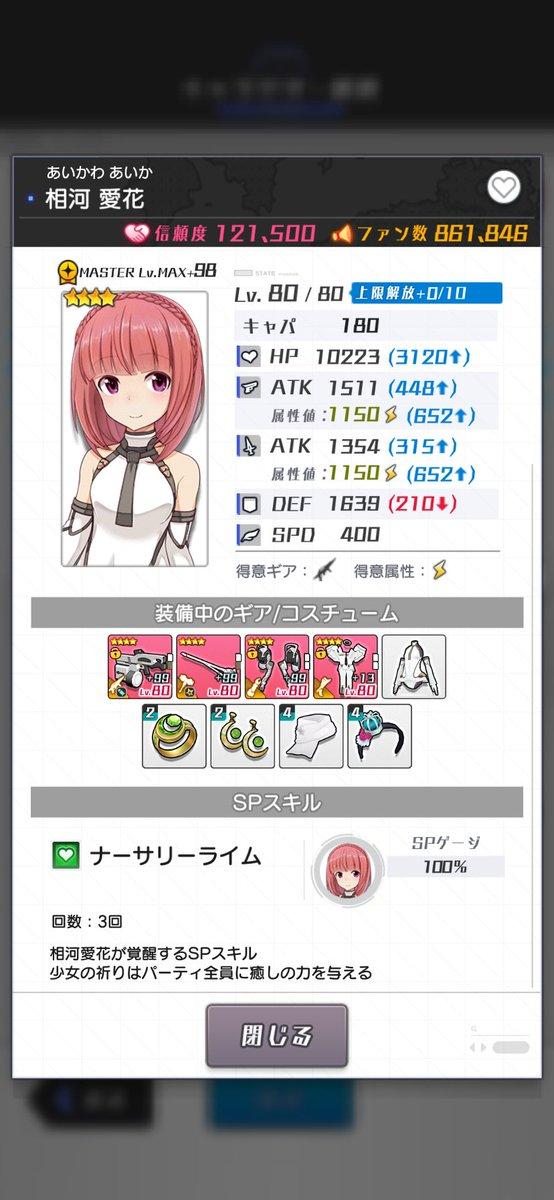 あいかわ あいか
相河 愛花
信頼度 121,500 ファン数 861,846
MASTER Lv.MAX+98
STATE
Lv. 80 / 80 上限解放+0/10
キャパ 180
HP 10223 (3120↑)
ATK 1511 (448↑)
属性値:1150 (652↑)
ATK 1354 (315↑)
属性値:1150 (652↑)
DEF 1639 (210↓)
SPD 400
得意ギア: 得意属性:
装備中のギア/コスチューム
+99 +99 +99 +13
Lv.80 Lv.80 Lv.80 Lv.80
2 2 4 4
SPスキル
ナーサリーライム
SPゲージ
100%
回数:3回
相河愛花が覚醒するSPスキル
少女の祈りはパーティ全員に癒しの力を与える
閉じる